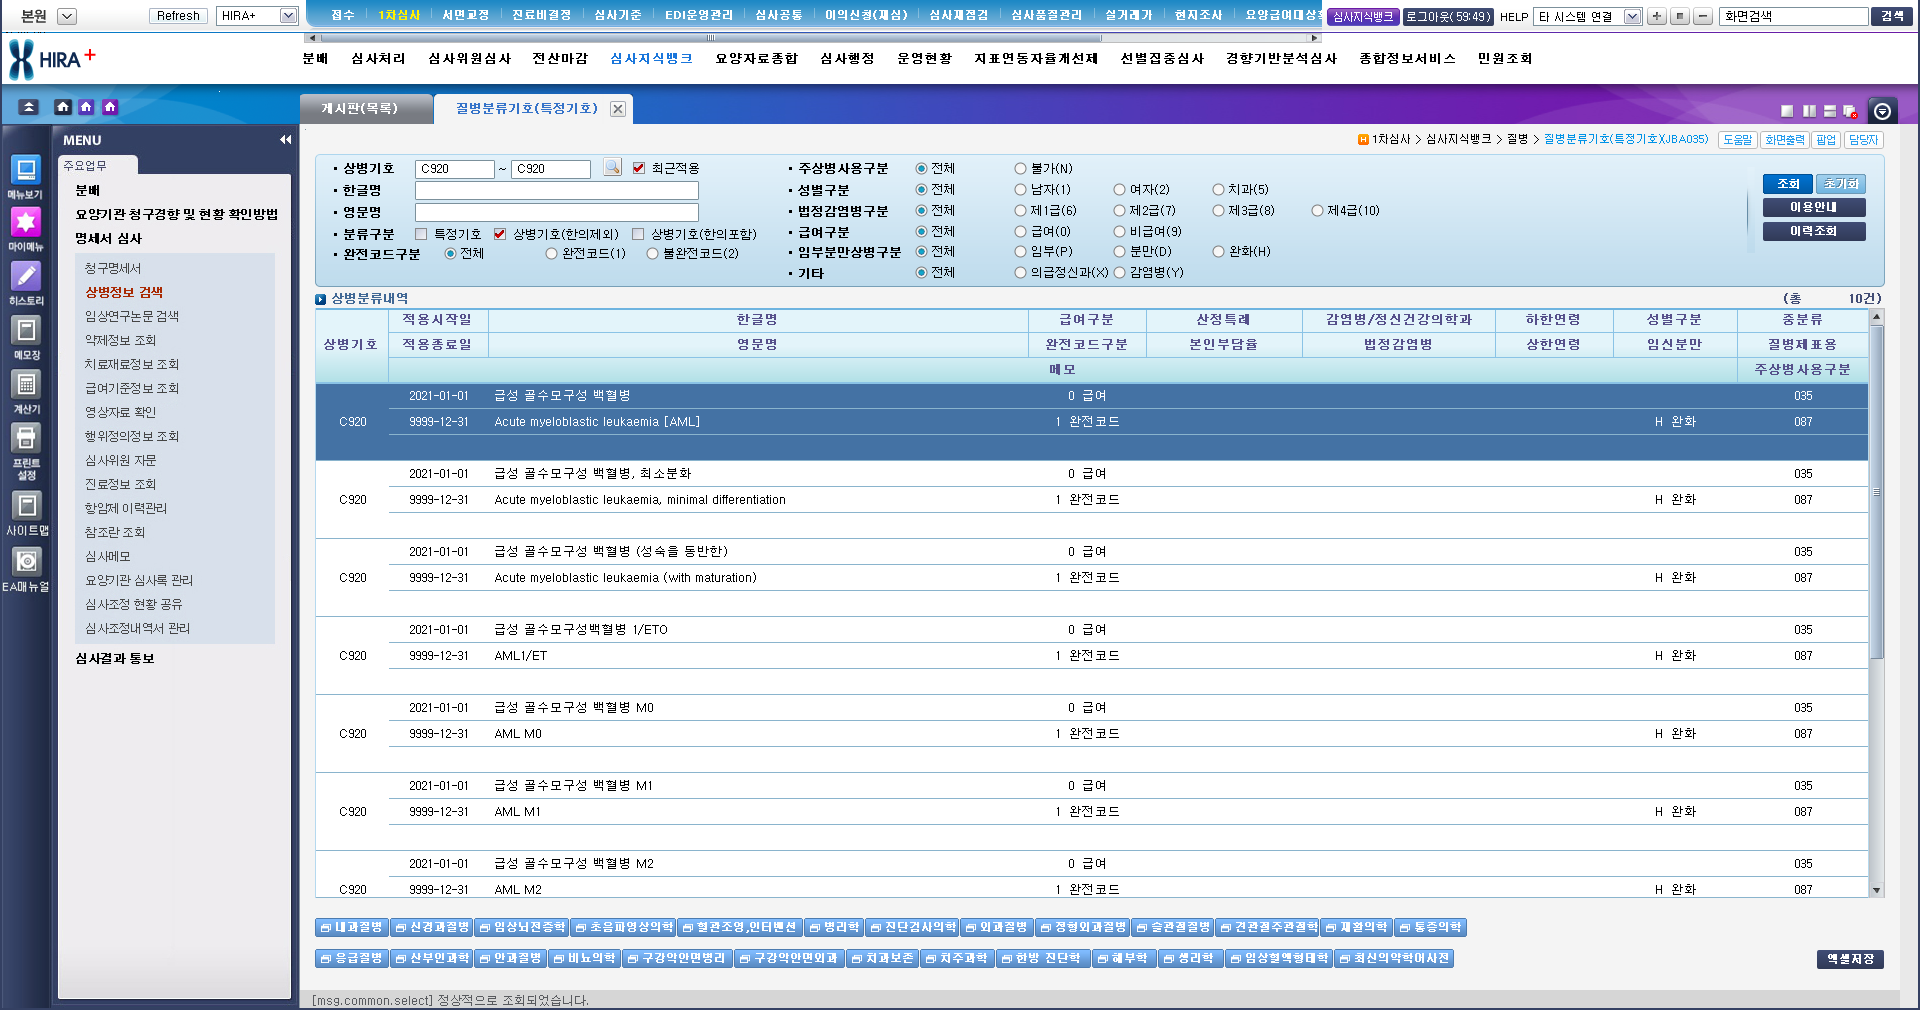 본원 Refresh HIRA+ 접수 1차심사 서면교정 진료비결정 심사기준 EDI운영관리 심사공통 이의신청(재심) 심사재점검 심사품질관리 실거래가 현지조사 요양급여대상 심사지식뱅크 로그아웃(59:49) HELP 타 시스템 연결 화면검색 검색
HIRA+ 분배 심사처리 심사위원심사 전산마감 심사지식뱅크 요양자료종합 심사행정 운영현황 지표연동자율개선제 선별집중심사 경향기반분석심사 종합정보서비스 민원조회
게시판(목록) 질병분류기호(특정기호)
1차심사 > 심사지식뱅크 > 질병 > 질병분류기호(특정기호)(JBA035) 도움말 화면출력 팝업 담당자
MENU
주요업무
분배
요양기관 청구경향 및 현황 확인방법
명세서 심사
청구명세서
상병정보 검색
임상연구논문 검색
약제정보 조회
치료재료정보 조회
급여기준정보 조회
영상자료 확인
행위정의정보 조회
심사위원 자문
진료정보 조회
항암제 이력관리
참조란 조회
심사메모
요양기관 심사록 관리
심사조정 현황 공유
심사조정내역서 관리
심사결과 통보
메뉴보기
마이메뉴
히스토리
메모장
계산기
프린트
설정
사이트맵
EA매뉴얼
· 상병기호 C920 ~ C920 최근적용 · 주상병사용구분 전체 불가(N)
· 한글명 · 성별구분 전체 남자(1) 여자(2) 치과(5)
· 영문명 · 법정감염병구분 전체 제1급(6) 제2급(7) 제3급(8) 제4급(10)
· 분류구분 특정기호 상병기호(한의제외) 상병기호(한의포함) · 급여구분 전체 급여(0) 비급여(9)
· 완전코드구분 전체 완전코드(1) 불완전코드(2) · 임부분만상병구분 전체 임부(P) 분만(D) 완화(H)
· 기타 전체 의급정신과(X) 감염병(Y)
조회 초기화
이용안내
이력조회
상병분류내역 (총 10건)
적용시작일 한글명 급여구분 산정특례 감염병/정신건강의학과 하한연령 성별구분 중분류
상병기호 적용종료일 영문명 완전코드구분 본인부담율 법정감염병 상한연령 임신분만 질병제표용
메모 주상병사용구분
2021-01-01 급성 골수모구성 백혈병 0 급여 035
C920 9999-12-31 Acute myeloblastic leukaemia [AML] 1 완전코드 H 완화 087
2021-01-01 급성 골수모구성 백혈병, 최소분화 0 급여 035
C920 9999-12-31 Acute myeloblastic leukaemia, minimal differentiation 1 완전코드 H 완화 087
2021-01-01 급성 골수모구성 백혈병 (성숙을 동반한) 0 급여 035
C920 9999-12-31 Acute myeloblastic leukaemia (with maturation) 1 완전코드 H 완화 087
2021-01-01 급성 골수모구성백혈병 1/ETO 0 급여 035
C920 9999-12-31 AML1/ET 1 완전코드 H 완화 087
2021-01-01 급성 골수모구성 백혈병 M0 0 급여 035
C920 9999-12-31 AML M0 1 완전코드 H 완화 087
2021-01-01 급성 골수모구성 백혈병 M1 0 급여 035
C920 9999-12-31 AML M1 1 완전코드 H 완화 087
2021-01-01 급성 골수모구성 백혈병 M2 0 급여 035
C920 9999-12-31 AML M2 1 완전코드 H 완화 087
내과질병 신경과질병 임상뇌전증학 초음파영상의학 혈관조영,인터벤션 병리학 진단검사의학 외과질병 정형외과질병 슬관절질병 견관절주관절학 재활의학 통증의학
응급질병 산부인과학 안과질병 비뇨의학 구강악안면병리 구강악안면외과 치과보존 치주과학 한방 진단학 해부학 생리학 임상혈액형태학 최신의약학어사전 엑셀저장
[msg.common.select] 정상적으로 조회되었습니다.